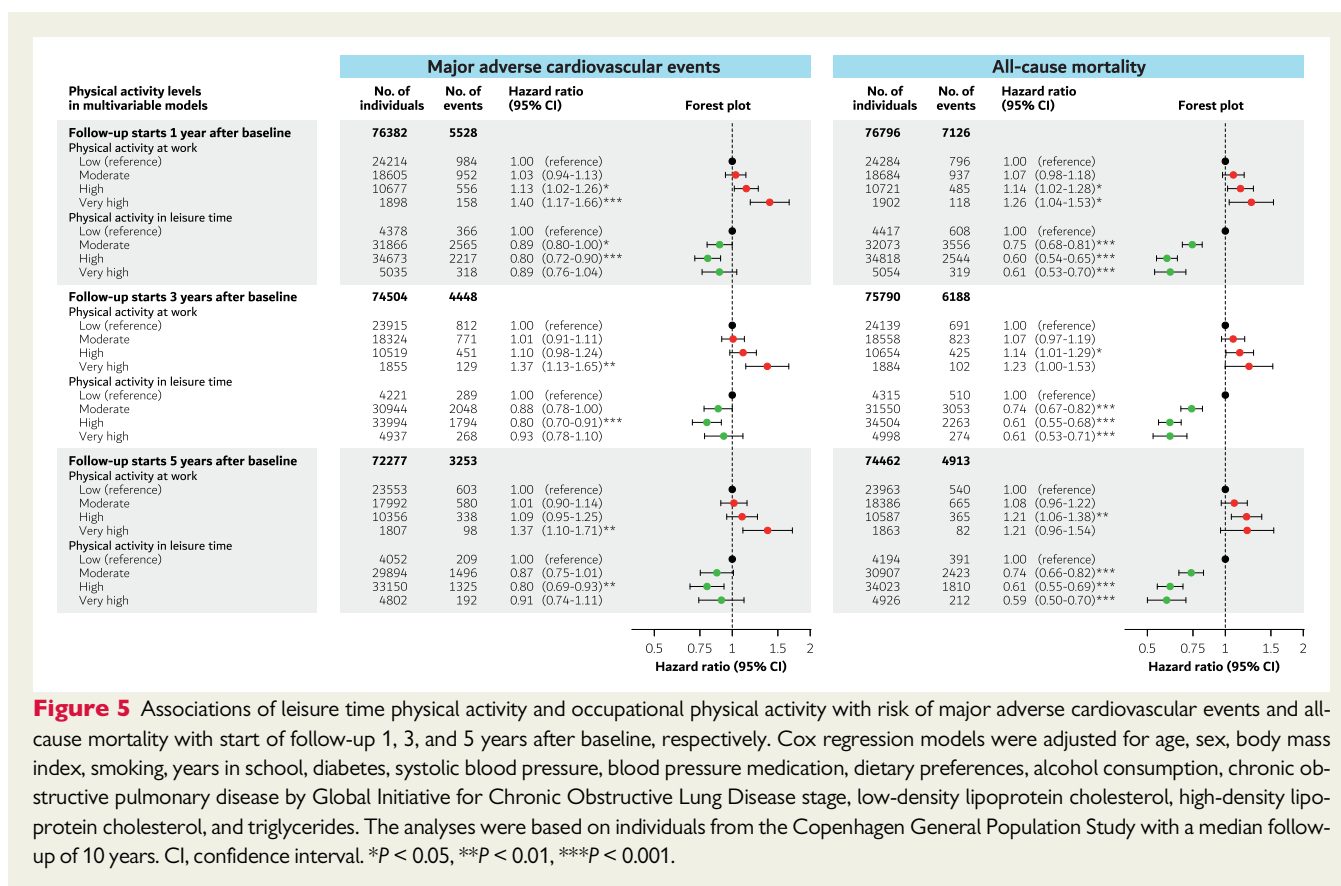 Major adverse cardiovascular events All-cause mortality
Physical activity levels in multivariable models No. of individuals No. of events Hazard ratio (95% CI) Forest plot No. of individuals No. of events Hazard ratio (95% CI) Forest plot
Follow-up starts 1 year after baseline 76382 5528 76796 7126
Physical activity at work
Low (reference) 24214 984 1.00 (reference) 24284 796 1.00 (reference)
Moderate 18605 952 1.03 (0.94-1.13) 18684 937 1.07 (0.98-1.18)
High 10677 556 1.13 (1.02-1.26)* 10721 485 1.14 (1.02-1.28)*
Very high 1898 158 1.40 (1.17-1.66)*** 1902 118 1.26 (1.04-1.53)*
Physical activity in leisure time
Low (reference) 4378 366 1.00 (reference) 4417 608 1.00 (reference)
Moderate 31866 2565 0.89 (0.80-1.00)* 32073 3556 0.75 (0.68-0.81)***
High 34673 2217 0.80 (0.72-0.90)*** 34818 2544 0.60 (0.54-0.65)***
Very high 5035 318 0.89 (0.76-1.04) 5054 319 0.61 (0.53-0.70)***
Follow-up starts 3 years after baseline 74504 4448 75790 6188
Physical activity at work
Low (reference) 23915 812 1.00 (reference) 24139 691 1.00 (reference)
Moderate 18324 771 1.01 (0.91-1.11) 18558 823 1.07 (0.97-1.19)
High 10519 451 1.10 (0.98-1.24) 10654 425 1.14 (1.01-1.29)*
Very high 1855 129 1.37 (1.13-1.65)** 1884 102 1.23 (1.00-1.53)
Physical activity in leisure time
Low (reference) 4221 289 1.00 (reference) 4315 510 1.00 (reference)
Moderate 30944 2048 0.88 (0.78-1.00) 31550 3053 0.74 (0.67-0.82)***
High 33994 1794 0.80 (0.70-0.91)*** 34504 2263 0.61 (0.55-0.68)***
Very high 4937 268 0.93 (0.78-1.10) 4998 274 0.61 (0.53-0.71)***
Follow-up starts 5 years after baseline 72277 3253 74462 4913
Physical activity at work
Low (reference) 23553 603 1.00 (reference) 23963 540 1.00 (reference)
Moderate 17992 580 1.01 (0.90-1.14) 18386 665 1.08 (0.96-1.22)
High 10356 338 1.09 (0.95-1.25) 10587 365 1.21 (1.06-1.38)**
Very high 1807 98 1.37 (1.10-1.71)** 1863 82 1.21 (0.96-1.54)
Physical activity in leisure time
Low (reference) 4052 209 1.00 (reference) 4194 391 1.00 (reference)
Moderate 29894 1496 0.87 (0.75-1.01) 30907 2423 0.74 (0.66-0.82)***
High 33150 1325 0.80 (0.69-0.93)** 34023 1810 0.61 (0.55-0.69)***
Very high 4802 192 0.91 (0.74-1.11) 4926 212 0.59 (0.50-0.70)***
0.5 0.75 1 1.5 2 0.5 0.75 1 1.5 2
Hazard ratio (95% CI) Hazard ratio (95% CI)
Figure 5 Associations of leisure time physical activity and occupational physical activity with risk of major adverse cardiovascular events and all-
cause mortality with start of follow-up 1, 3, and 5 years after baseline, respectively. Cox regression models were adjusted for age, sex, body mass
index, smoking, years in school, diabetes, systolic blood pressure, blood pressure medication, dietary preferences, alcohol consumption, chronic ob-
structive pulmonary disease by Global Initiative for Chronic Obstructive Lung Disease stage, low-density lipoprotein cholesterol, high-density lipo-
protein cholesterol, and triglycerides. The analyses were based on individuals from the Copenhagen General Population Study with a median follow-
up of 10 years. CI, confidence interval. *P < 0.05, **P < 0.01, ***P < 0.001.